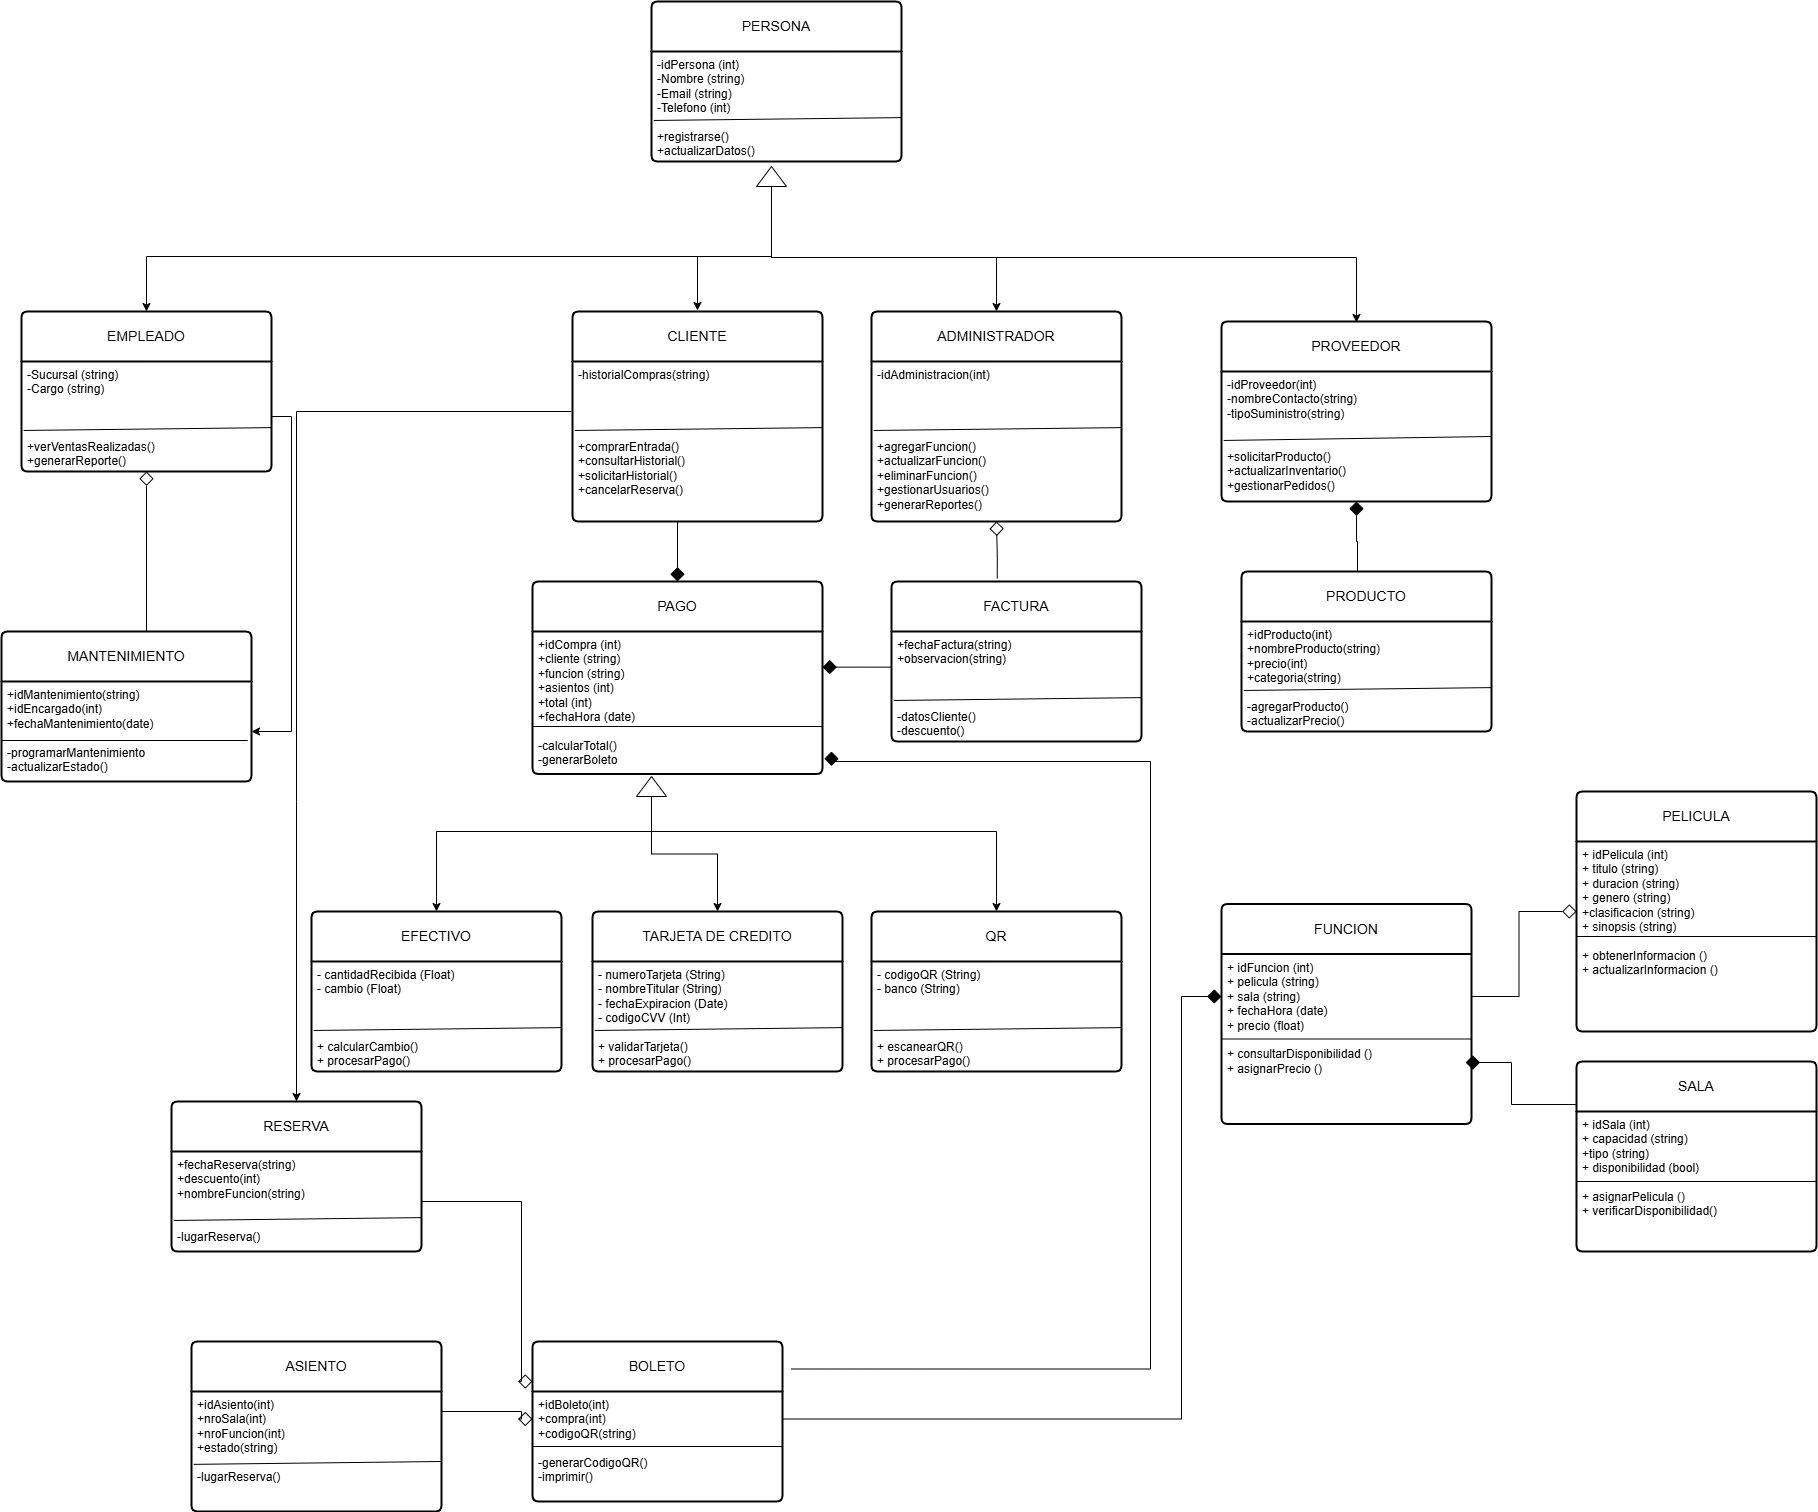 PERSONA
-idPersona (int)
-Nombre (string)
-Email (string)
-Telefono (int)
+registrarse()
+actualizarDatos()
EMPLEADO
-Sucursal (string)
-Cargo (string)
+verVentasRealizadas()
+generarReporte()
CLIENTE
-historialCompras(string)
+comprarEntrada()
+consultarHistorial()
+solicitarHistorial()
+cancelarReserva()
ADMINISTRADOR
-idAdministracion(int)
+agregarFuncion()
+actualizarFuncion()
+eliminarFuncion()
+gestionarUsuarios()
+generarReportes()
PROVEEDOR
-idProveedor(int)
-nombreContacto(string)
-tipoSuministro(string)
+solicitarProducto()
+actualizarInventario()
+gestionarPedidos()
MANTENIMIENTO
+idMantenimiento(string)
+idEncargado(int)
+fechaMantenimiento(date)
-programarMantenimiento
-actualizarEstado()
PAGO
+idCompra (int)
+cliente (string)
+funcion (string)
+asientos (int)
+total (int)
+fechaHora (date)
-calcularTotal()
-generarBoleto
FACTURA
+fechaFactura(string)
+observacion(string)
-datosCliente()
-descuento()
PRODUCTO
+idProducto(int)
+nombreProducto(string)
+precio(int)
+categoria(string)
-agregarProducto()
-actualizarPrecio()
EFECTIVO
- cantidadRecibida (Float)
- cambio (Float)
+ calcularCambio()
+ procesarPago()
TARJETA DE CREDITO
- numeroTarjeta (String)
- nombreTitular (String)
- fechaExpiracion (Date)
- codigoCVV (Int)
+ validarTarjeta()
+ procesarPago()
QR
- codigoQR (String)
- banco (String)
+ escanearQR()
+ procesarPago()
FUNCION
+ idFuncion (int)
+ pelicula (string)
+ sala (string)
+ fechaHora (date)
+ precio (float)
+ consultarDisponibilidad ()
+ asignarPrecio ()
PELICULA
+ idPelicula (int)
+ titulo (string)
+ duracion (string)
+ genero (string)
+clasificacion (string)
+ sinopsis (string)
+ obtenerInformacion ()
+ actualizarInformacion ()
SALA
+ idSala (int)
+ capacidad (string)
+tipo (string)
+ disponibilidad (bool)
+ asignarPelicula ()
+ verificarDisponibilidad()
RESERVA
+fechaReserva(string)
+descuento(int)
+nombreFuncion(string)
-lugarReserva()
ASIENTO
+idAsiento(int)
+nroSala(int)
+nroFuncion(int)
+estado(string)
-lugarReserva()
BOLETO
+idBoleto(int)
+compra(int)
+codigoQR(string)
-generarCodigoQR()
-imprimir()